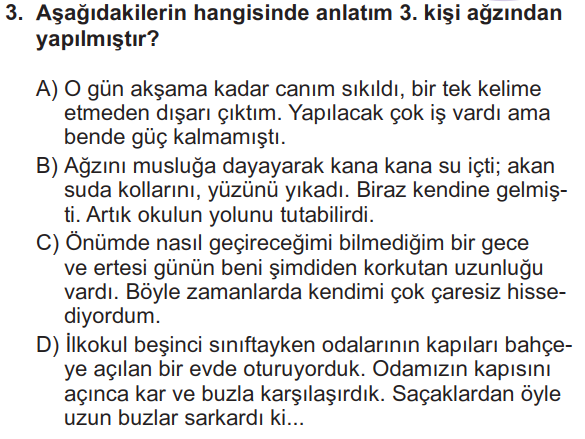 3. Aşağıdakilerin hangisinde anlatım 3. kişi ağzından
yapılmıştır?
A) O gün akşama kadar canım sıkıldı, bir tek kelime
etmeden dışarı çıktım. Yapılacak çok iş vardı ama
bende güç kalmamıştı.
B) Ağzını musluğa dayayarak kana kana su içti; akan
suda kollarını, yüzünü yıkadı. Biraz kendine gelmiş-
ti. Artık okulun yolunu tutabilirdi.
C) Önümde nasıl geçireceğimi bilmediğim bir gece
ve ertesi günün beni şimdiden korkutan uzunluğu
vardı. Böyle zamanlarda kendimi çok çaresiz hisse-
diyordum.
D) İlkokul beşinci sınıftayken odalarının kapıları bahçe-
ye açılan bir evde oturuyorduk. Odamızın kapısını
açınca kar ve buzla karşılaşırdık. Saçaklardan öyle
uzun buzlar sarkardı ki...